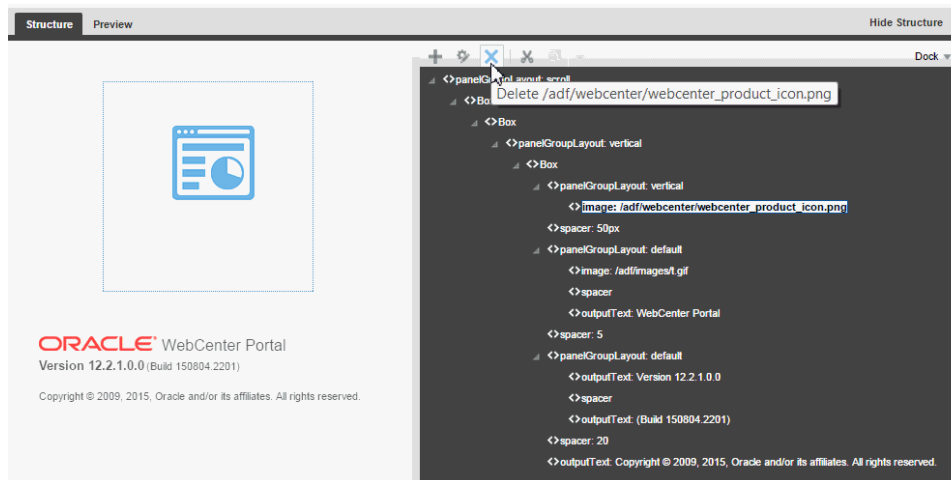 Structure Preview Hide Structure
Dock
<>panelGroupLayout: scroll
Delete /adf/webcenter/webcenter_product_icon.png
<>Box
<>panelGroupLayout: vertical
<>Box
<>panelGroupLayout: vertical
<>image: /adf/webcenter/webcenter_product_icon.png
<>spacer: 50px
<>panelGroupLayout: default
<>image: /adf/images/t.gif
<>spacer
<>outputText: WebCenter Portal
<>spacer: 5
<>panelGroupLayout: default
<>outputText: Version 12.2.1.0.0
<>spacer
<>outputText: (Build 150804.2201)
<>spacer: 20
<>outputText: Copyright © 2009, 2015, Oracle and/or its affiliates. All rights reserved.
ORACLE® WebCenter Portal
Version 12.2.1.0.0 (Build 150804.2201)
Copyright © 2009, 2015, Oracle and/or its affiliates. All rights reserved.